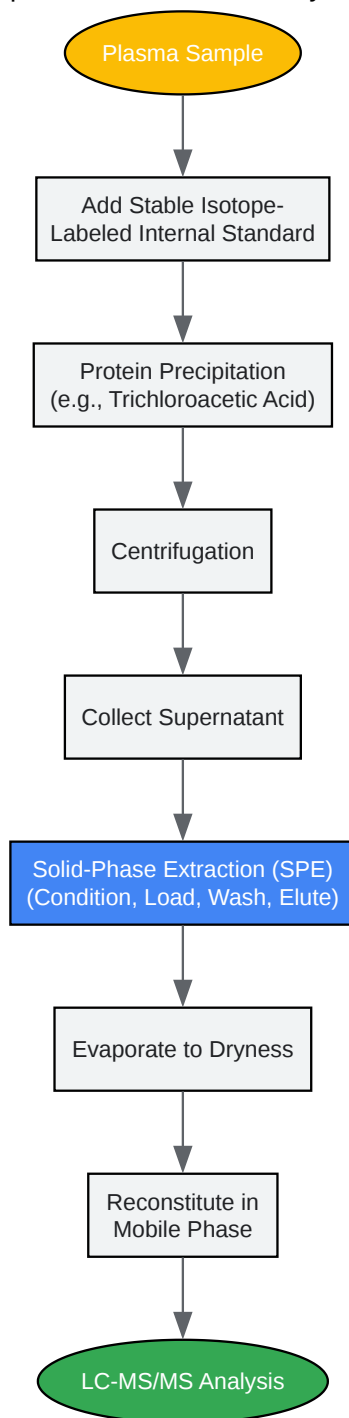 Plasma Sample
Add Stable Isotope-
Labeled Internal Standard
Protein Precipitation
(e.g., Trichloroacetic Acid)
Centrifugation
Collect Supernatant
Solid-Phase Extraction (SPE)
(Condition, Load, Wash, Elute)
Evaporate to Dryness
Reconstitute in
Mobile Phase
LC-MS/MS Analysis